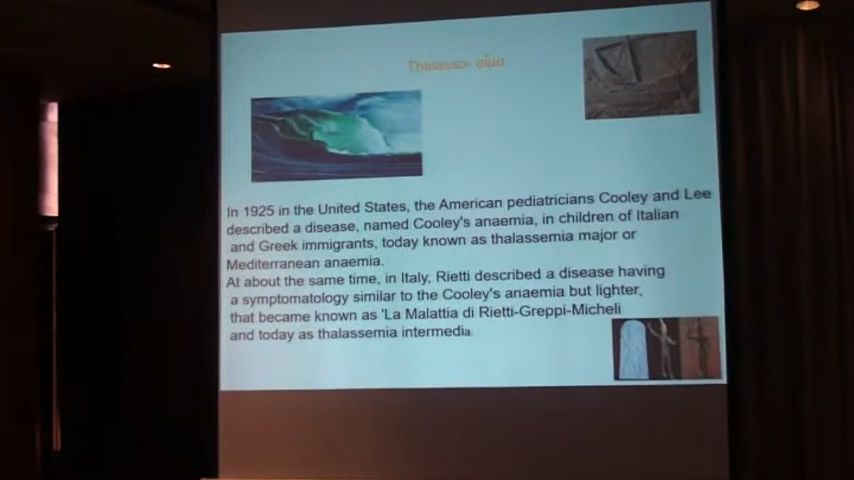 Thalasso- αἷμα
In 1925 in the United States, the American pediatricians Cooley and Lee
described a disease, named Cooley's anaemia, in children of Italian
and Greek immigrants, today known as thalassemia major or
Mediterranean anaemia.
At about the same time, in Italy, Rietti described a disease having
a symptomatology similar to the Cooley's anaemia but lighter,
that became known as 'La Malattia di Rietti-Greppi-Micheli
and today as thalassemia intermedia.